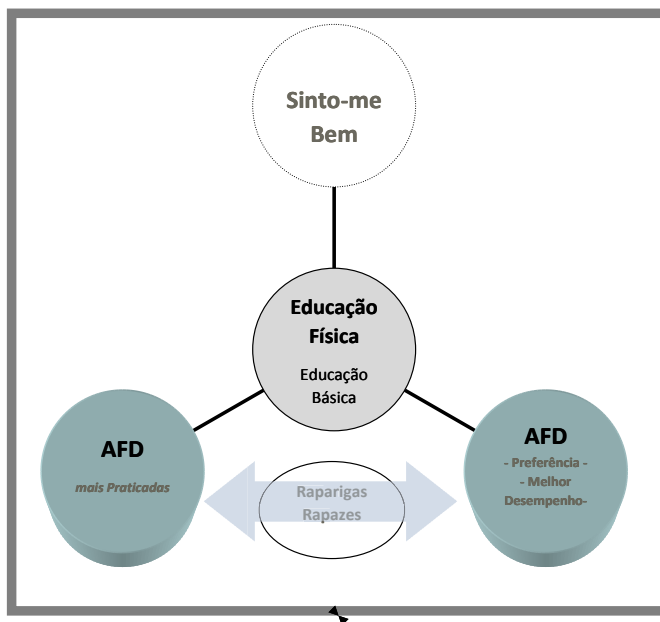 Sinto-me
Bem
Educação
Física
Educação
Básica
AFD
mais Praticadas
AFD
- Preferência -
- Melhor
Desempenho-
Raparigas
Rapazes